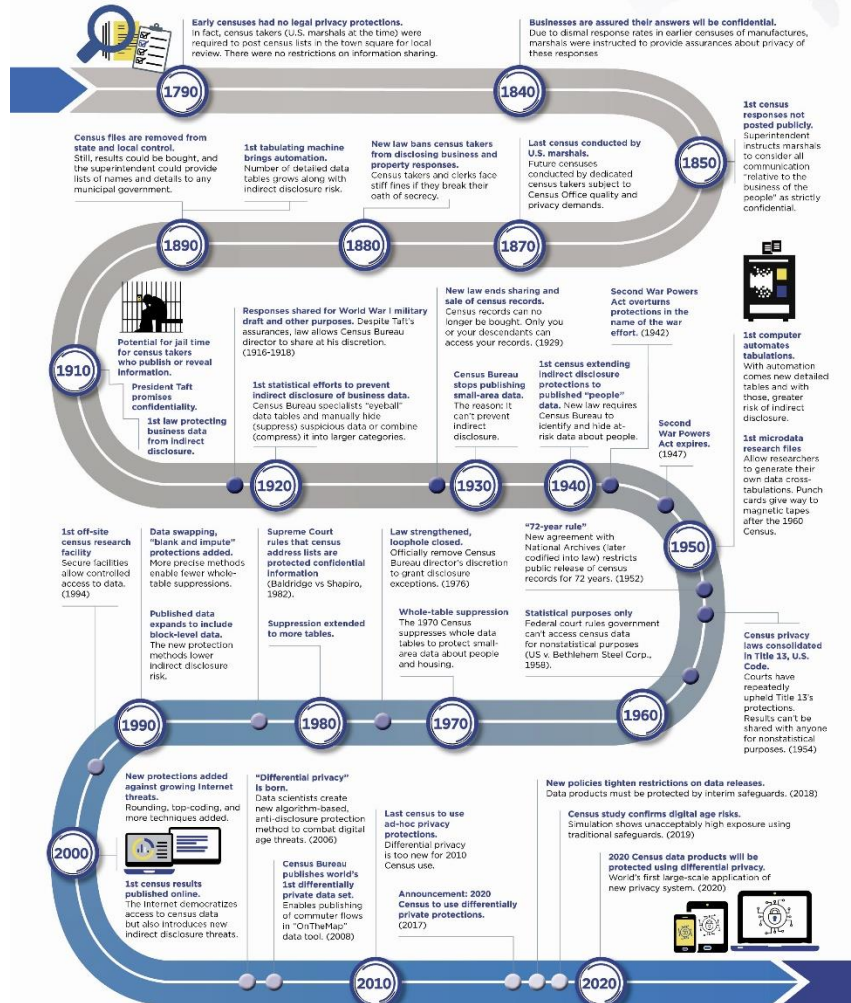 Early censuses had no legal privacy protections.
In fact, census takers (U.S. marshals at the time) were
required to post census lists in the town square for local
review. There were no restrictions on information sharing.
Businesses are assured their answers will be confidential.
Due to dismal response rates in earlier censuses of manufactures,
marshals were instructed to provide assurances about privacy of
these responses
1790
1840
1st census
responses not
posted publicly.
Superintendent
instructs marshals
to consider all
communication
"relative to the
business of the
people" as strictly
confidential.
1850
Census files are removed from
state and local control.
Still, results could be bought, and
the superintendent could provide
lists of names and details to any
municipal government.
1st tabulating machine
brings automation.
Number of detailed data
tables grows along with
indirect disclosure risk.
New law bans census takers
from disclosing business and
property responses.
Census takers and clerks face
stiff fines if they break their
oath of secrecy.
Last census conducted by
U.S. marshals.
Future censuses
conducted by dedicated
census takers subject to
Census Office quality and
privacy demands.
1890
1880
1870
Potential for jail time
for census takers
who publish or reveal
information.
President Taft
promises
confidentiality.
1st law protecting
business data
from indirect
disclosure.
1910
Responses shared for World War I military
draft and other purposes. Despite Taft's
assurances, law allows Census Bureau
director to share at his discretion.
(1916-1918)
1st statistical efforts to prevent
indirect disclosure of business data.
Census Bureau specialists "eyeball"
data tables and manually hide
(suppress) suspicious data or combine
(compress) it into larger categories.
New law ends sharing and
sale of census records.
Census records can no
longer be bought. Only you
or your descendants can
access your records. (1929)
Census Bureau
stops publishing
small-area data.
The reason: It
can't prevent
indirect
disclosure.
1st census extending
indirect disclosure
protections to
published "people"
data. New law requires
Census Bureau to
identify and hide at-
risk data about people.
Second War Powers
Act overturns
protections in the
name of the war
effort. (1942)
Second
War Powers
Act expires.
(1947)
1st computer
automates
tabulations.
With automation
comes new detailed
tables and with
those, greater
risk of indirect
disclosure.
1st microdata
research files
Allow researchers
to generate their
own data cross-
tabulations. Punch
cards give way to
magnetic tapes
after the 1960
Census.
1920
1930
1940
1950
1st off-site
census research
facility
Secure facilities
allow controlled
access to data.
(1994)
Data swapping,
"blank and impute"
protections added.
More precise methods
enable fewer whole-
table suppressions.
Published data
expands to include
block-level data.
The new protection
methods lower
indirect disclosure
risk.
Supreme Court
rules that census
address lists are
protected confidential
information
(Baldridge vs Shapiro,
1982).
Suppression extended
to more tables.
Law strengthened,
loophole closed.
Officially remove Census
Bureau director's discretion
to grant disclosure
exceptions. (1976)
Whole-table suppression
The 1970 Census
suppresses whole data
tables to protect small-
area data about people
and housing.
"72-year rule"
New agreement with
National Archives (later
codified into law) restricts
public release of census
records for 72 years. (1952)
Statistical purposes only
Federal court rules government
can't access census data
for nonstatistical purposes
(US v. Bethlehem Steel Corp.,
1958).
Census privacy
laws consolidated
in Title 13, U.S.
Code.
Courts have
repeatedly
upheld Title 13's
protections.
Results can't be
shared with anyone
for nonstatistical
purposes. (1954)
1990
1980
1970
1960
New protections added
against growing Internet
threats.
Rounding, top-coding, and
more techniques added.
2000
1st census results
published online.
The Internet democratizes
access to census data
but also introduces new
indirect disclosure threats.
"Differential privacy"
is born.
Data scientists create
new algorithm-based,
anti-disclosure protection
method to combat digital
age threats. (2006)
Census Bureau
publishes world's
1st differentially
private data set.
Enables publishing
of commuter flows
in "OnTheMap"
data tool. (2008)
Last census to use
ad-hoc privacy
protections.
Differential privacy
is too new for 2010
Census use.
Announcement: 2020
Census to use differentially
private protections.
(2017)
New policies tighten restrictions on data releases.
Data products must be protected by interim safeguards. (2018)
Census study confirms digital age risks.
Simulation shows unacceptably high exposure using
traditional safeguards. (2019)
2020 Census data products will be
protected using differential privacy.
World's first large-scale application of
new privacy system. (2020)
2010
2020